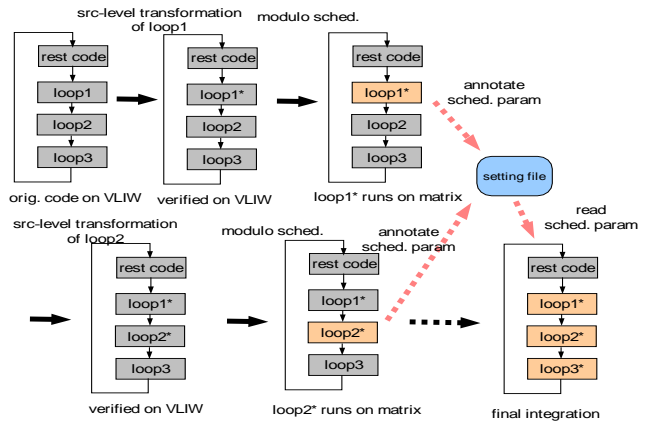 src-level transformation
of loop1
modulo sched.
rest code
loop1
loop2
loop3
orig. code on VLIW
rest code
loop1*
loop2
loop3
verified on VLIW
rest code
loop1*
loop2
loop3
loop1* runs on matrix
annotate
sched. param
setting file
read
sched. param
src-level transformation
of loop2
modulo sched.
annotate
sched. param
rest code
loop1*
loop2*
loop3
verified on VLIW
rest code
loop1*
loop2*
loop3
loop2* runs on matrix
rest code
loop1*
loop2*
loop3*
final integration